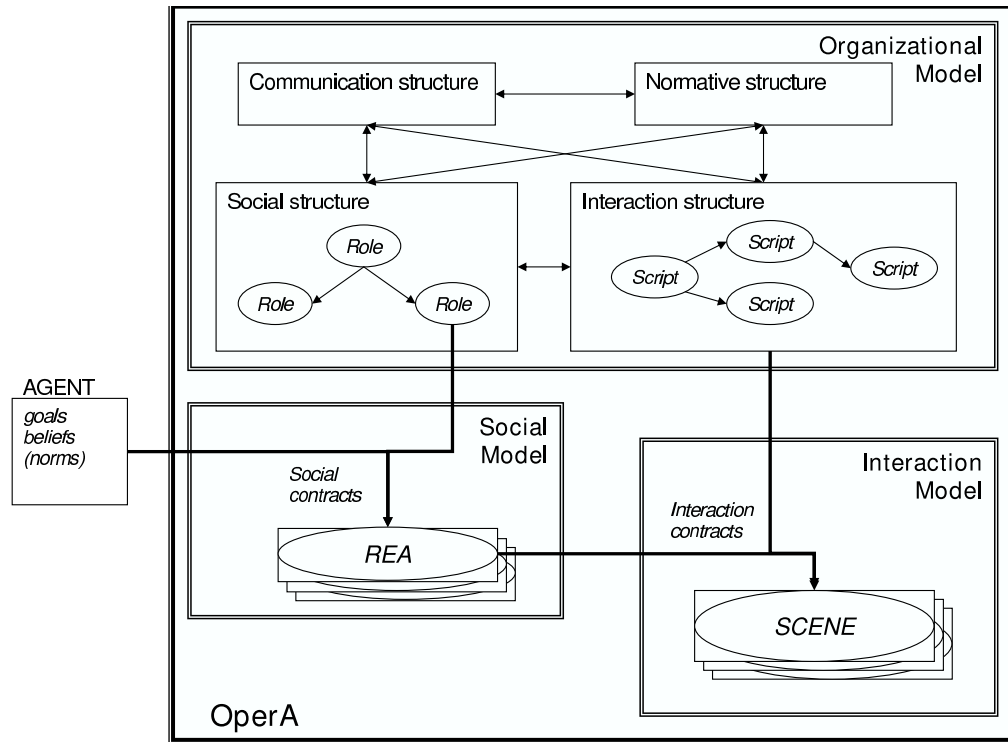 Organizational
Model
Communication structure
Normative structure
Social structure
Interaction structure
Role
Role
Role
Script
Script
Script
Script
AGENT
goals
beliefs
(norms)
Social
Model
Social
contracts
REA
Interaction
Model
Interaction
contracts
SCENE
OperA